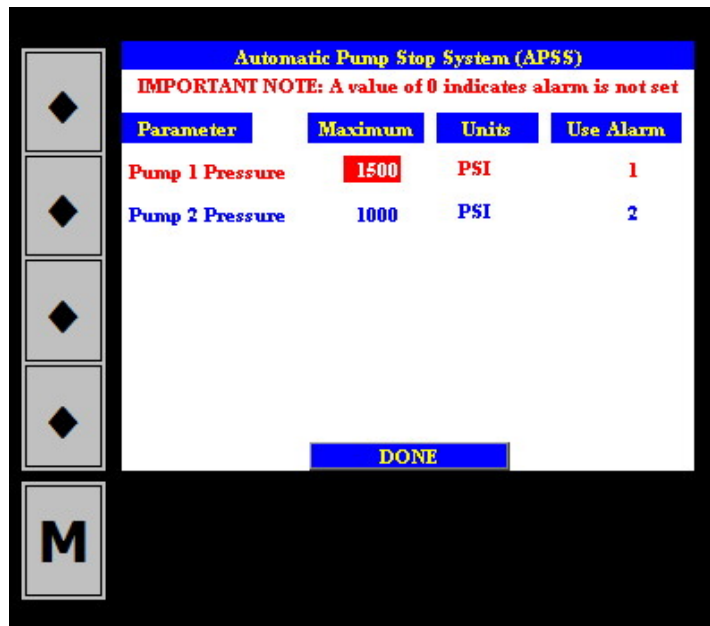 Automatic Pump Stop System (APSS)
IMPORTANT NOTE: A value of 0 indicates alarm is not set
Parameter Maximum Units Use Alarm
Pump 1 Pressure 1500 PSI 1
Pump 2 Pressure 1000 PSI 2
DONE
M